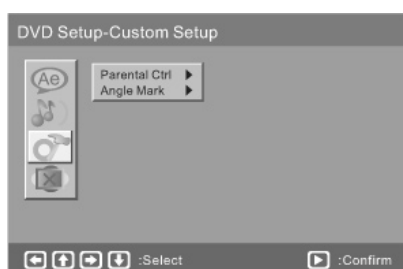 DVD Setup-Custom Setup
Ae
Parental Ctrl
Angle Mark
:Select
:Confirm